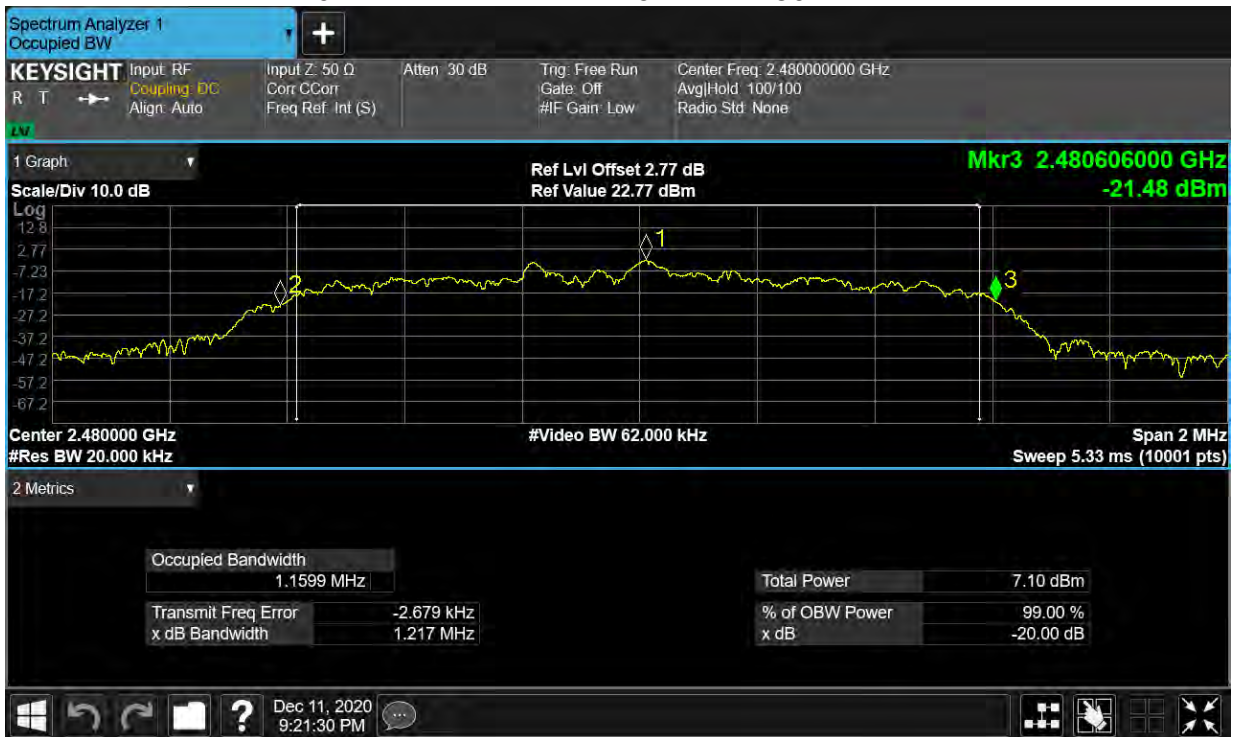 Spectrum Analyzer 1
Occupied BW
+
KEYSIGHT Input: RF Input Z: 50 Ω Atten: 30 dB Trig: Free Run Center Freq: 2.480000000 GHz
R T Coupling: DC Corr CCorr Gate: Off Avg|Hold: 100/100
Align: Auto Freq Ref: Int (S) #IF Gain: Low Radio Std: None
LXI
1 Graph Ref Lvl Offset 2.77 dB Mkr3 2.480606000 GHz
Scale/Div 10.0 dB Ref Value 22.77 dBm -21.48 dBm
Log
12.8
2.77
-7.23
-17.2
-27.2
-37.2
-47.2
-57.2
-67.2
1
2
3
Center 2.480000 GHz #Video BW 62.000 kHz Span 2 MHz
#Res BW 20.000 kHz Sweep 5.33 ms (10001 pts)
2 Metrics
Occupied Bandwidth
1.1599 MHz Total Power 7.10 dBm
Transmit Freq Error -2.679 kHz % of OBW Power 99.00 %
x dB Bandwidth 1.217 MHz x dB -20.00 dB
? Dec 11, 2020
9:21:30 PM